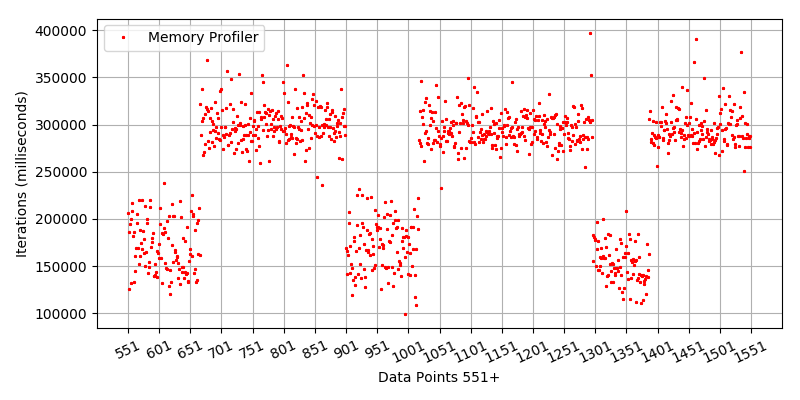 Memory Profiler
400000
350000
300000
250000
200000
150000
100000
Iterations (milliseconds)
551 601 651 701 751 801 851 901 951 1001 1051 1101 1151 1201 1251 1301 1351 1401 1451 1501 1551
Data Points 551+